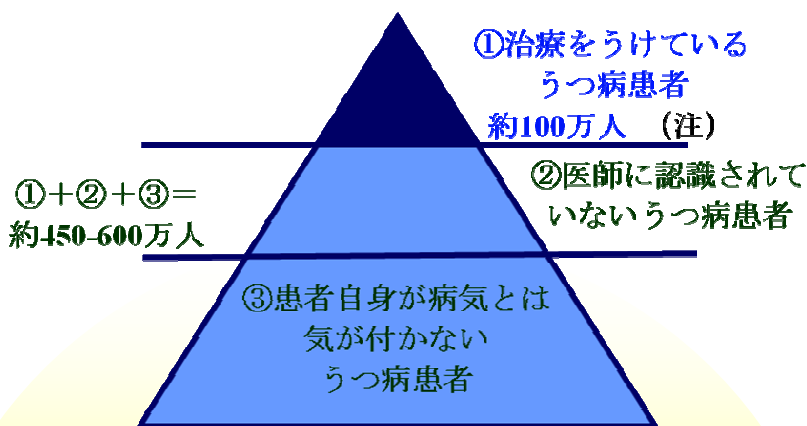 ①治療をうけている
うつ病患者
約100万人　（注）
②医師に認識されて
いないうつ病患者
①＋②＋③＝
約450-600万人
③患者自身が病気とは
気が付かない
うつ病患者